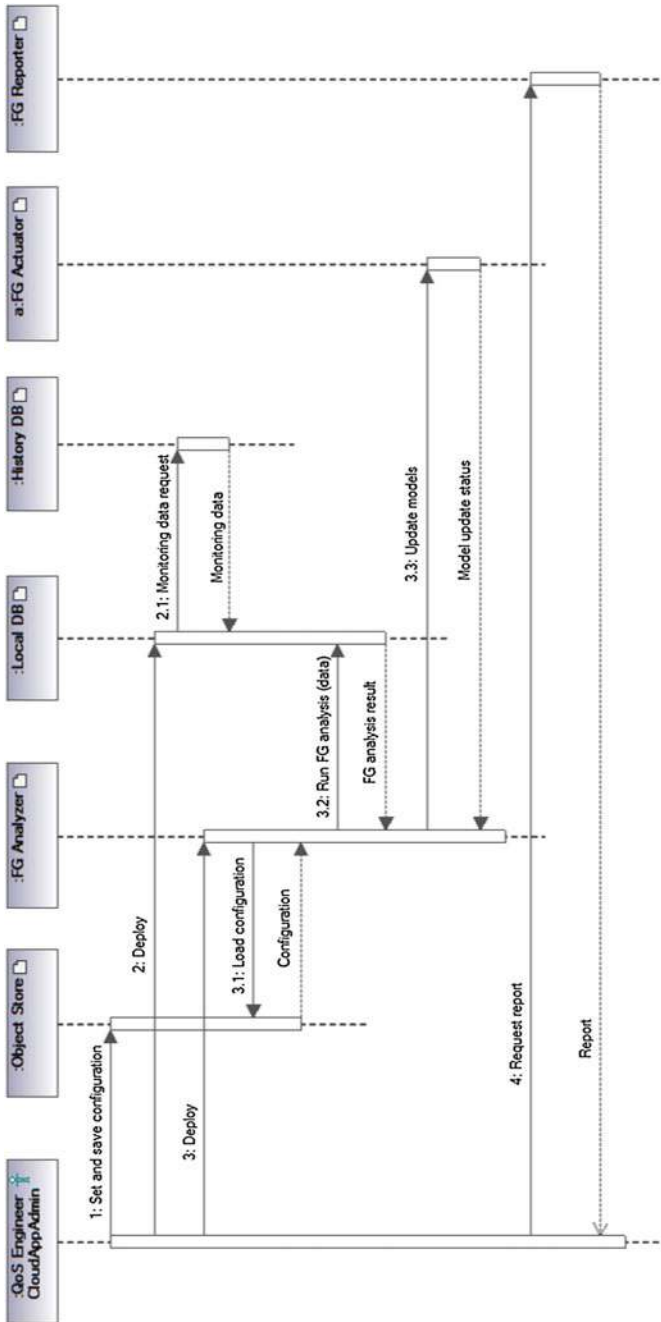 :QoS Engineer
CloudAppAdmin
:Object Store
:FG Analyzer
:Local DB
:History DB
a:FG Actuator
:FG Reporter
1: Set and save configuration
2: Deploy
2.1: Monitoring data request
3: Deploy
Monitoring data
3.1: Load configuration
Configuration
3.2: Run FG analysis (data)
FG analysis result
3.3: Update models
Model update status
4: Request report
Report